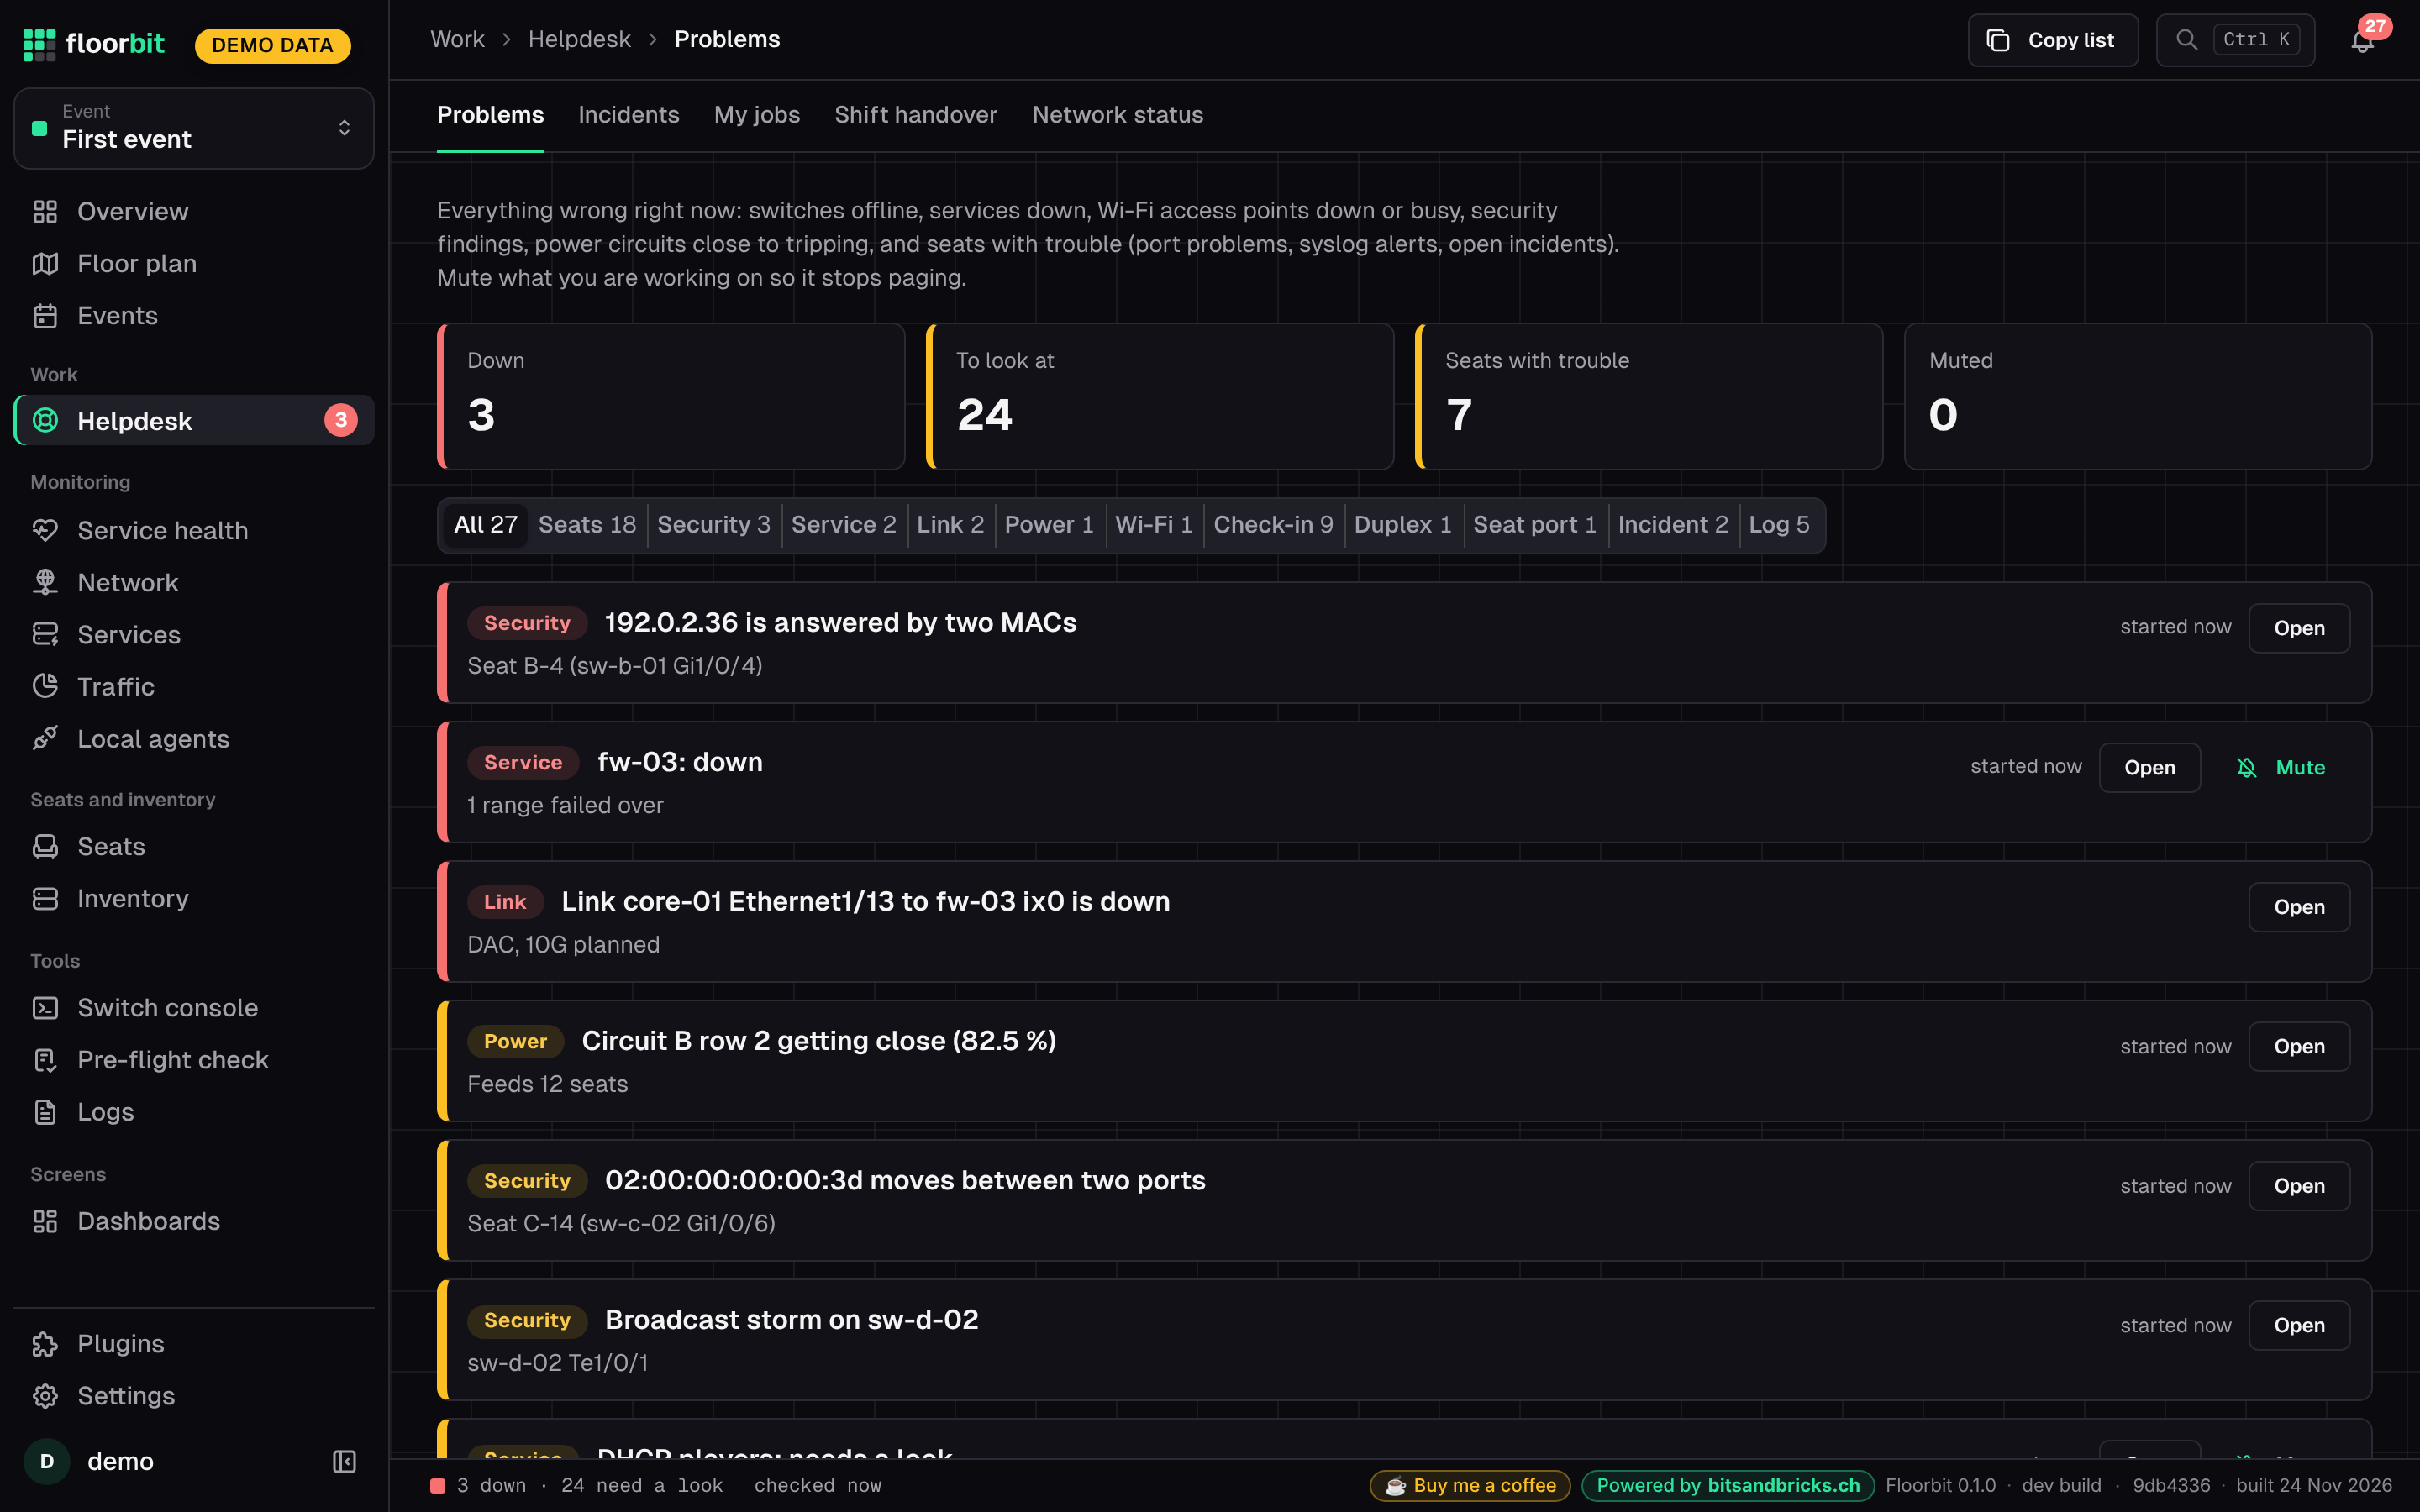 floorbit DEMO DATA
Event
First event
Overview
Floor plan
Events
Work
Helpdesk 3
Monitoring
Service health
Network
Services
Traffic
Local agents
Seats and inventory
Seats
Inventory
Tools
Switch console
Pre-flight check
Logs
Screens
Dashboards
Plugins
Settings
D demo
Work > Helpdesk > Problems
Copy list
Ctrl K
27
Problems Incidents My jobs Shift handover Network status
Everything wrong right now: switches offline, services down, Wi-Fi access points down or busy, security
findings, power circuits close to tripping, and seats with trouble (port problems, syslog alerts, open incidents).
Mute what you are working on so it stops paging.
Down
3
To look at
24
Seats with trouble
7
Muted
0
All 27 Seats 18 Security 3 Service 2 Link 2 Power 1 Wi-Fi 1 Check-in 9 Duplex 1 Seat port 1 Incident 2 Log 5
Security 192.0.2.36 is answered by two MACs started now Open
Seat B-4 (sw-b-01 Gi1/0/4)
Service fw-03: down started now Open Mute
1 range failed over
Link Link core-01 Ethernet1/13 to fw-03 ix0 is down Open
DAC, 10G planned
Power Circuit B row 2 getting close (82.5 %) started now Open
Feeds 12 seats
Security 02:00:00:00:00:3d moves between two ports started now Open
Seat C-14 (sw-c-02 Gi1/0/6)
Security Broadcast storm on sw-d-02 started now Open
sw-d-02 Te1/0/1
Service DHCP players: needs a look
3 down · 24 need a look checked now
Buy me a coffee Powered by bitsandbricks.ch Floorbit 0.1.0 · dev build · 9db4336 · built 24 Nov 2026